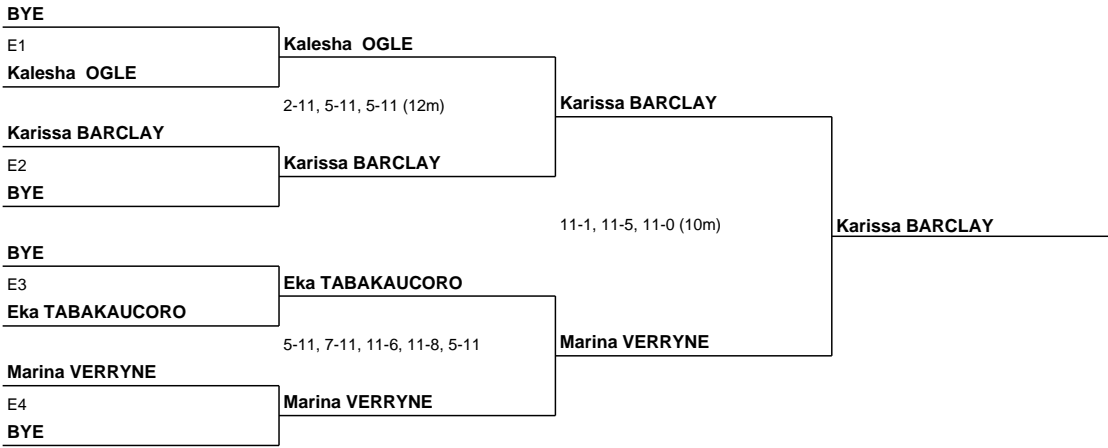 BYE
E1
Kalesha  OGLE
Kalesha  OGLE
2-11, 5-11, 5-11 (12m)
Karissa BARCLAY
Karissa BARCLAY
E2
Karissa BARCLAY
BYE
11-1, 11-5, 11-0 (10m)
Karissa BARCLAY
BYE
E3
Eka TABAKAUCORO
Eka TABAKAUCORO
5-11, 7-11, 11-6, 11-8, 5-11
Marina VERRYNE
Marina VERRYNE
E4
Marina VERRYNE
BYE